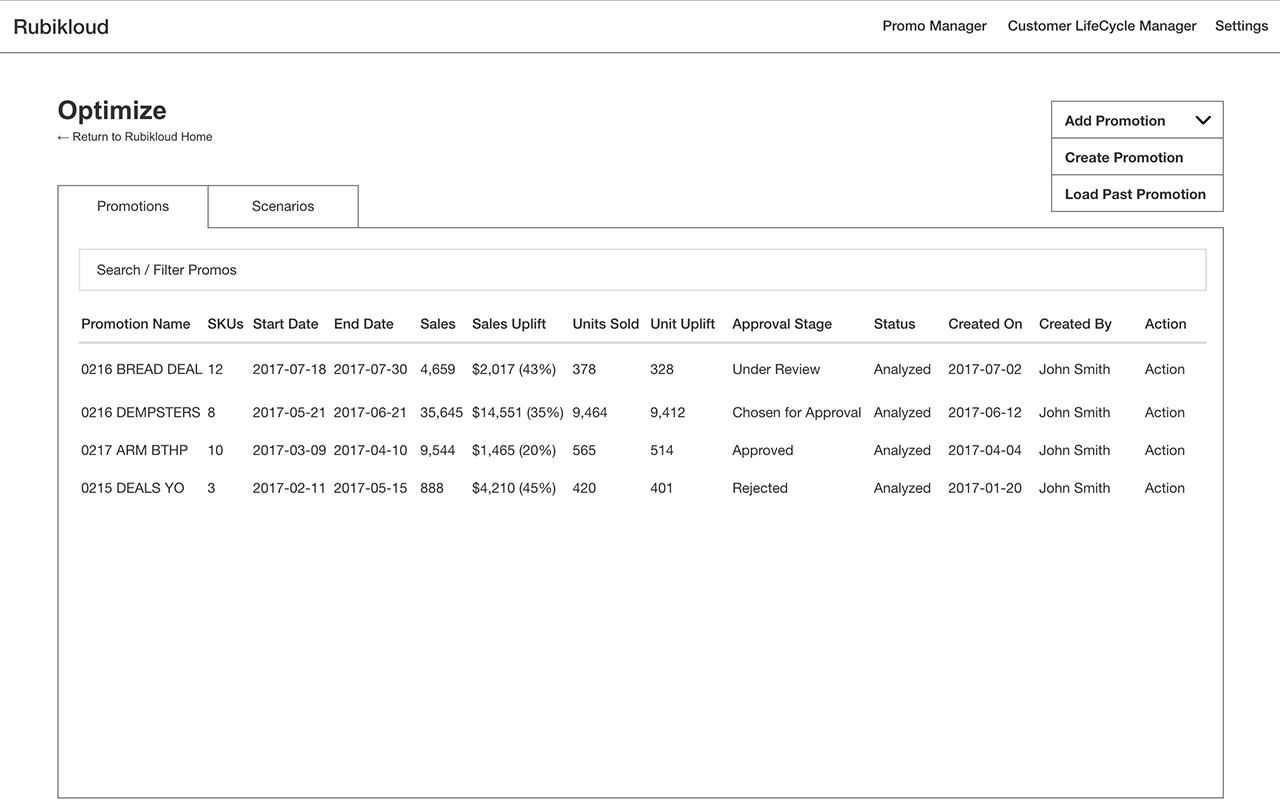 Rubikloud Promo Manager Customer LifeCycle Manager Settings
Optimize
← Return to Rubikloud Home
Add Promotion
Create Promotion
Load Past Promotion
Promotions Scenarios
Search / Filter Promos
Promotion Name SKUs Start Date End Date Sales Sales Uplift Units Sold Unit Uplift Approval Stage Status Created On Created By Action
0216 BREAD DEAL 12 2017-07-18 2017-07-30 4,659 $2,017 (43%) 378 328 Under Review Analyzed 2017-07-02 John Smith Action
0216 DEMPSTERS 8 2017-05-21 2017-06-21 35,645 $14,551 (35%) 9,464 9,412 Chosen for Approval Analyzed 2017-06-12 John Smith Action
0217 ARM BTHP 10 2017-03-09 2017-04-10 9,544 $1,465 (20%) 565 514 Approved Analyzed 2017-04-04 John Smith Action
0215 DEALS YO 3 2017-02-11 2017-05-15 888 $4,210 (45%) 420 401 Rejected Analyzed 2017-01-20 John Smith Action